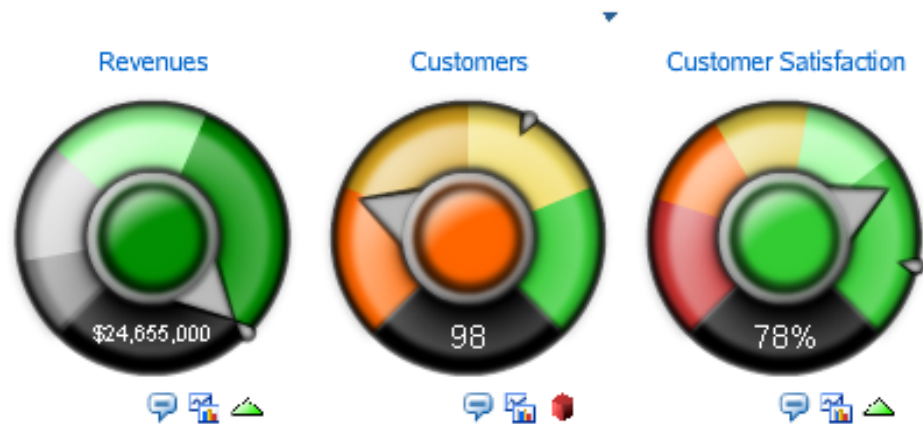 Revenues
Customers
Customer Satisfaction
$24,655,000
98
78%